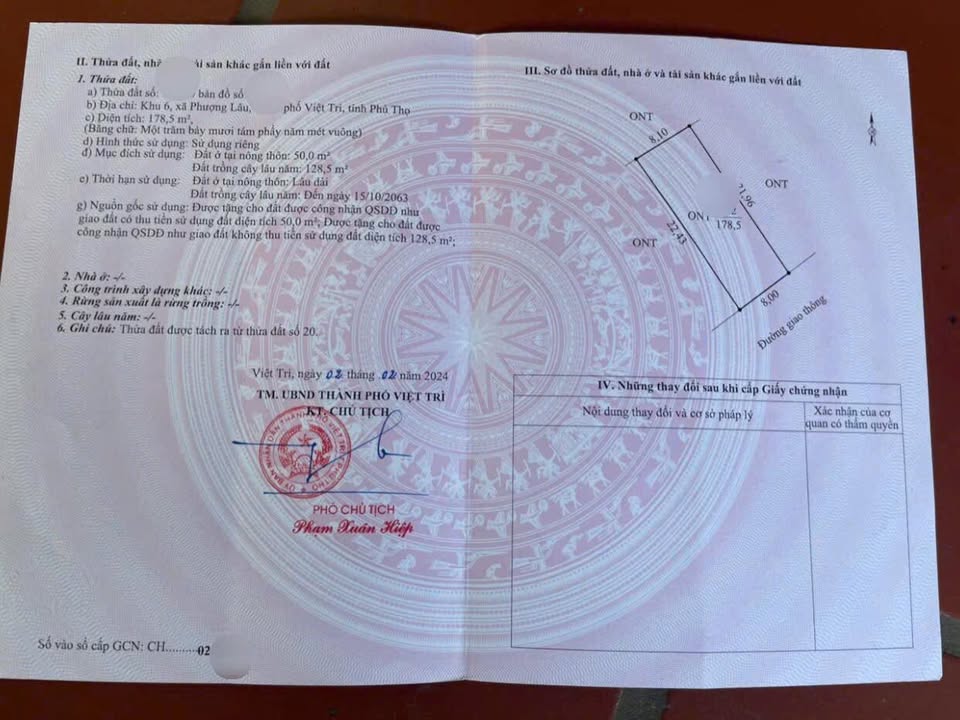 II. Thửa đất, nhà ài sản khác gắn liền với đất
1. Thửa đất:
a) Thửa đất số: , bản đồ số
b) Địa chỉ: Khu 6, xã Phượng Lâu, phố Việt Trì, tỉnh Phú Thọ
c) Diện tích: 178,5 m²,
(Bằng chữ: Một trăm bảy mươi tám phẩy năm mét vuông)
d) Hình thức sử dụng: Sử dụng riêng
đ) Mục đích sử dụng: Đất ở tại nông thôn: 50,0 m²
Đất trồng cây lâu năm: 128,5 m²
e) Thời hạn sử dụng: Đất ở tại nông thôn: Lâu dài
Đất trồng cây lâu năm: Đến ngày 15/10/2063
g) Nguồn gốc sử dụng: Được tặng cho đất được công nhận QSDĐ như
giao đất có thu tiền sử dụng đất diện tích 50,0 m²; Được tặng cho đất được
công nhận QSDĐ như giao đất không thu tiền sử dụng đất diện tích 128,5 m²;
2. Nhà ở: -/-
3. Công trình xây dựng khác: -/-
4. Rừng sản xuất là rừng trồng: -/-
5. Cây lâu năm: -/-
6. Ghi chú: Thửa đất được tách ra từ thửa đất số 20.
Việt Trì, ngày 02 tháng 02 năm 2024
TM. UBND THÀNH PHỐ VIỆT TRÌ
KT. CHỦ TỊCH
ỦY BAN NHÂN DÂN THÀNH PHỐ VIỆT TRÌ T. PHÚ THỌ
PHÓ CHỦ TỊCH
Phạm Xuân Hiệp
Số vào sổ cấp GCN: CH..........02
III. Sơ đồ thửa đất, nhà ở và tài sản khác gắn liền với đất
ONT
8,10
ONT
21,96
ONT
178,5
22,43
ONT
8,00
Đường giao thông
IV. Những thay đổi sau khi cấp Giấy chứng nhận
Nội dung thay đổi và cơ sở pháp lý
Xác nhận của cơ
quan có thẩm quyền